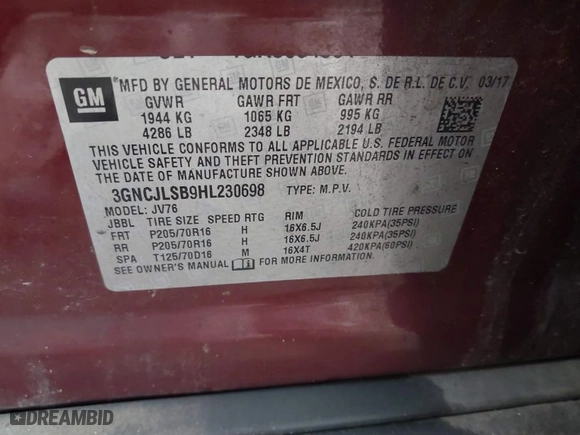 GM
MFD BY GENERAL MOTORS DE MEXICO, S. DE R.L. DE C.V. 03/17
GVWR GAWR FRT GAWR RR
1944 KG 1065 KG 995 KG
4286 LB 2348 LB 2194 LB
THIS VEHICLE CONFORMS TO ALL APPLICABLE U.S. FEDERAL MOTOR
VEHICLE SAFETY AND THEFT PREVENTION STANDARDS IN EFFECT ON
THE DATE OF MANUFACTURE SHOWN ABOVE.
3GNCJLSB9HL230698 TYPE: M.P.V.
MODEL: JV76
JBBL TIRE SIZE SPEED RTG RIM COLD TIRE PRESSURE
FRT P205/70R16 H 16X6.5J 240KPA(35PSI)
RR P205/70R16 H 16X6.5J 240KPA(35PSI)
SPA T125/70D16 M 16X4T 420KPA(60PSI)
SEE OWNER'S MANUAL FOR MORE INFORMATION.
DREAMBID